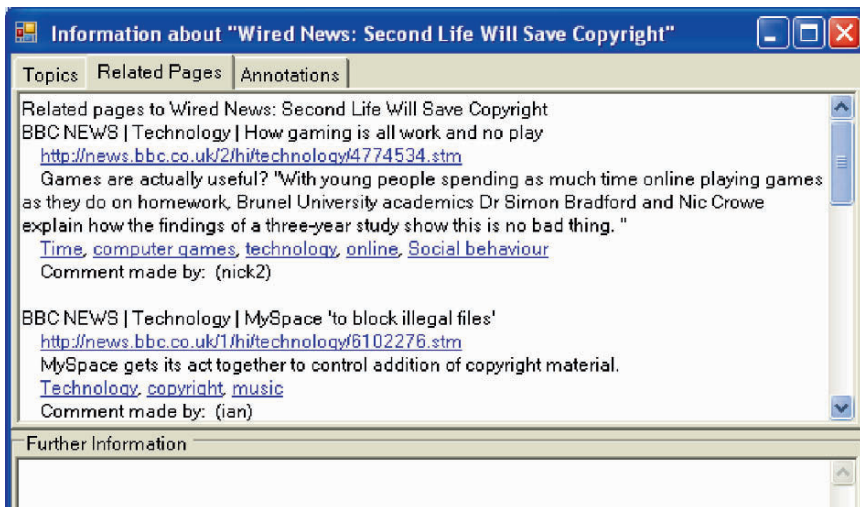 Information about "Wired News: Second Life Will Save Copyright"
Topics Related Pages Annotations
Related pages to Wired News: Second Life Will Save Copyright
BBC NEWS | Technology | How gaming is all work and no play
http://news.bbc.co.uk/2/hi/technology/4774534.stm
Games are actually useful? "With young people spending as much time online playing games
as they do on homework, Brunel University academics Dr Simon Bradford and Nic Crowe
explain how the findings of a three-year study show this is no bad thing. "
Time, computer games, technology, online, Social behaviour
Comment made by: (nick2)
BBC NEWS | Technology | MySpace 'to block illegal files'
http://news.bbc.co.uk/1/hi/technology/6102276.stm
MySpace gets its act together to control addition of copyright material.
Technology, copyright, music
Comment made by: (ian)
Further Information